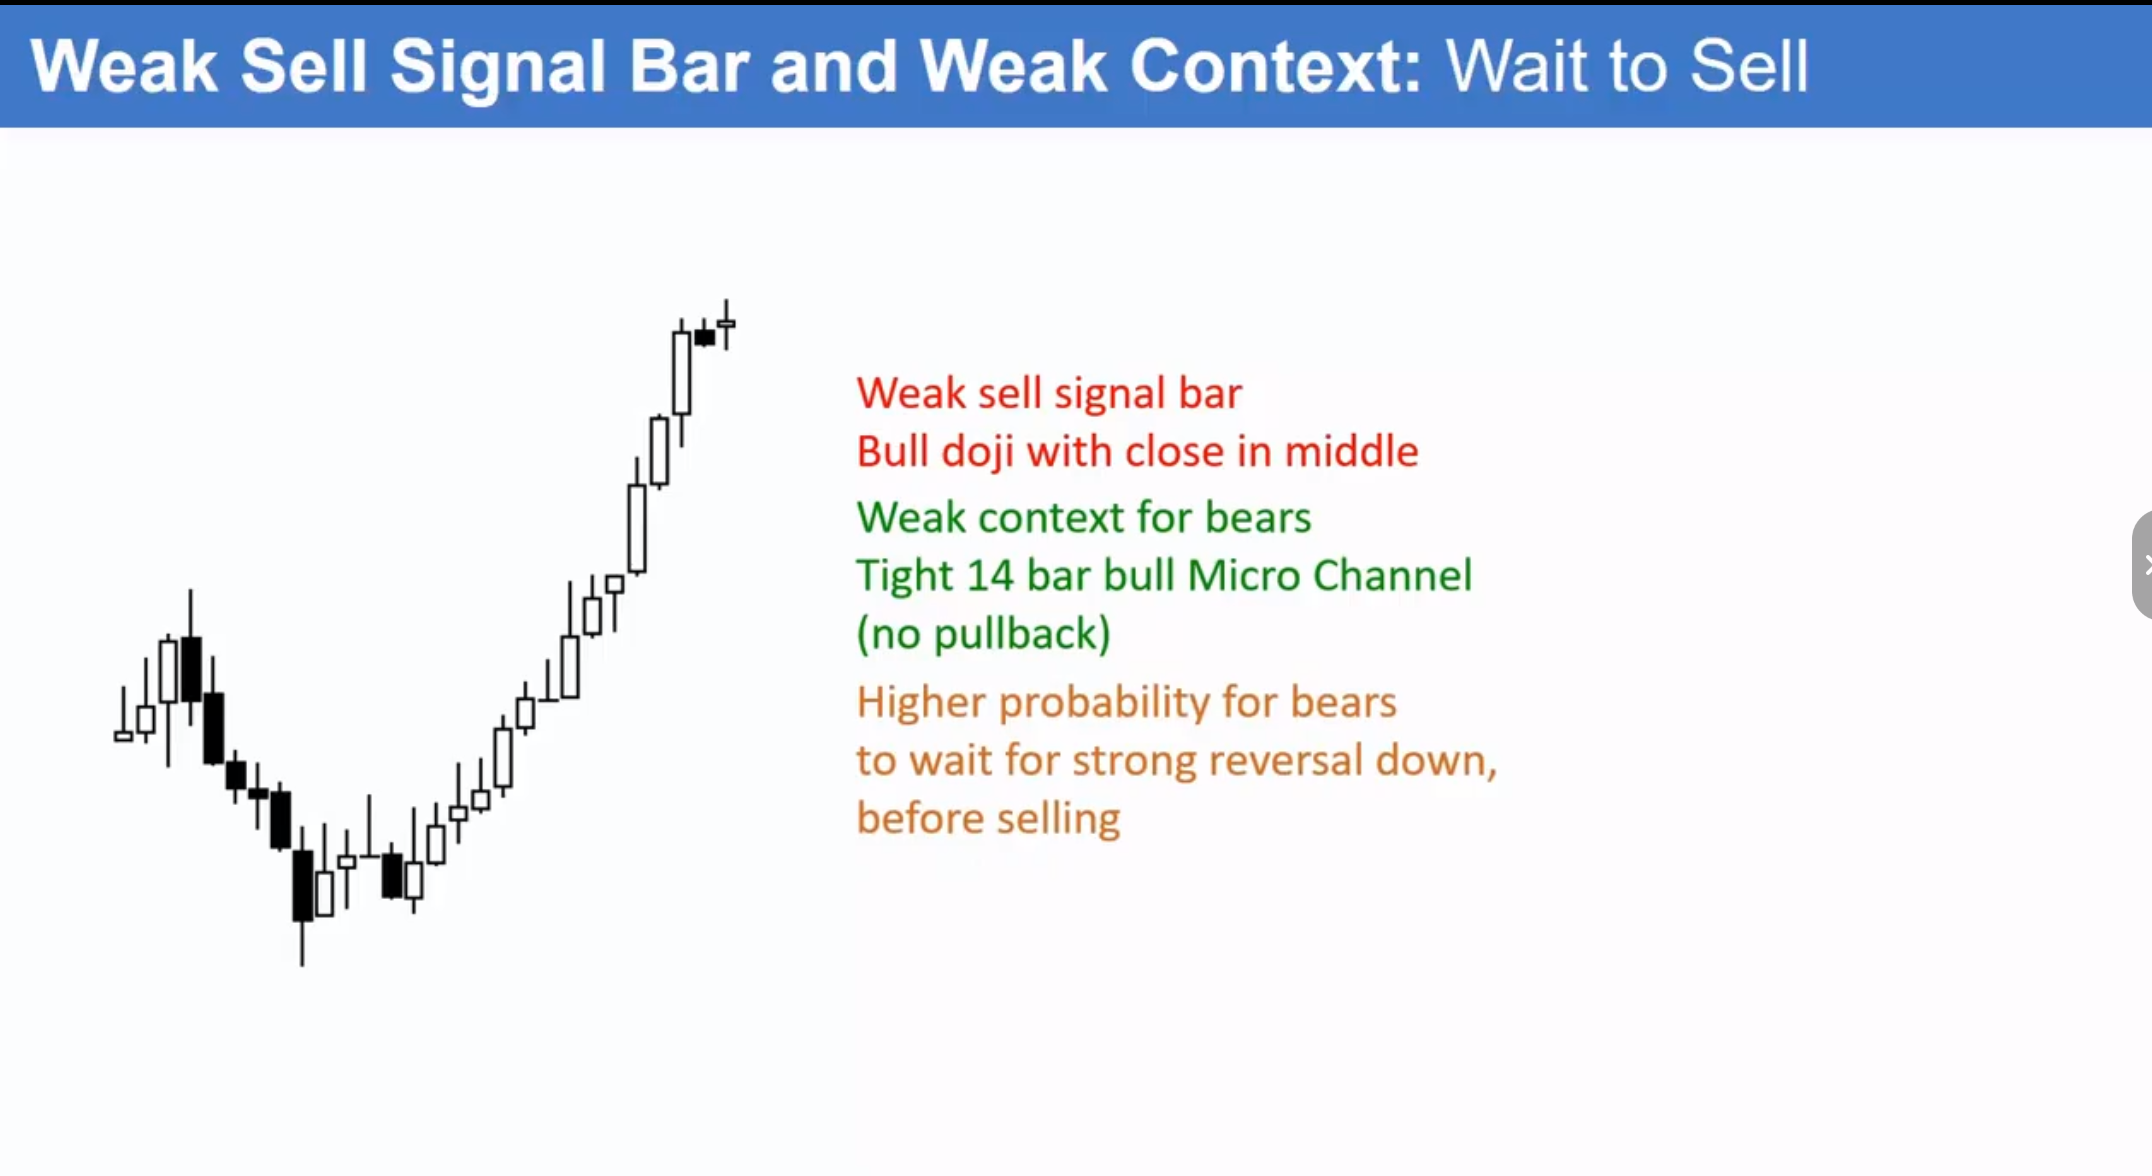 Weak Sell Signal Bar and Weak Context: Wait to Sell
Weak sell signal bar
Bull doji with close in middle
Weak context for bears
Tight 14 bar bull Micro Channel
(no pullback)
Higher probability for bears
to wait for strong reversal down,
before selling